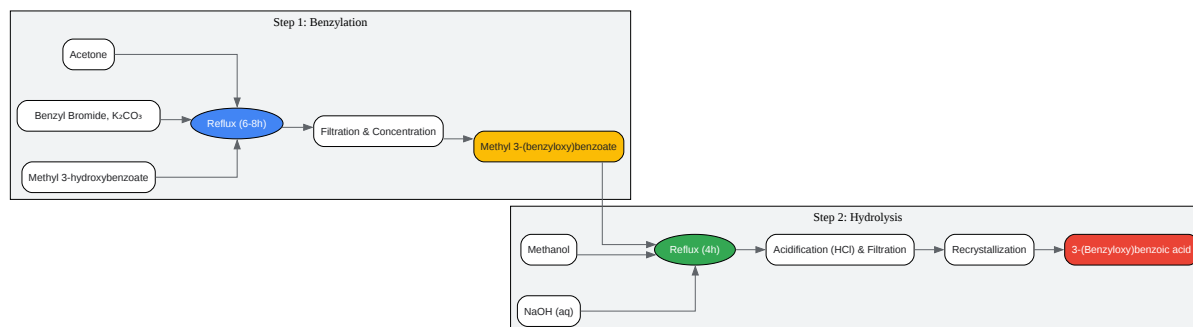 Step 1: Benzylation
Acetone
Benzyl Bromide, K₂CO₃
Reflux (6-8h)
Filtration & Concentration
Methyl 3-(benzyloxy)benzoate
Methyl 3-hydroxybenzoate
Step 2: Hydrolysis
Methanol
Reflux (4h)
Acidification (HCl) & Filtration
Recrystallization
3-(Benzyloxy)benzoic acid
NaOH (aq)